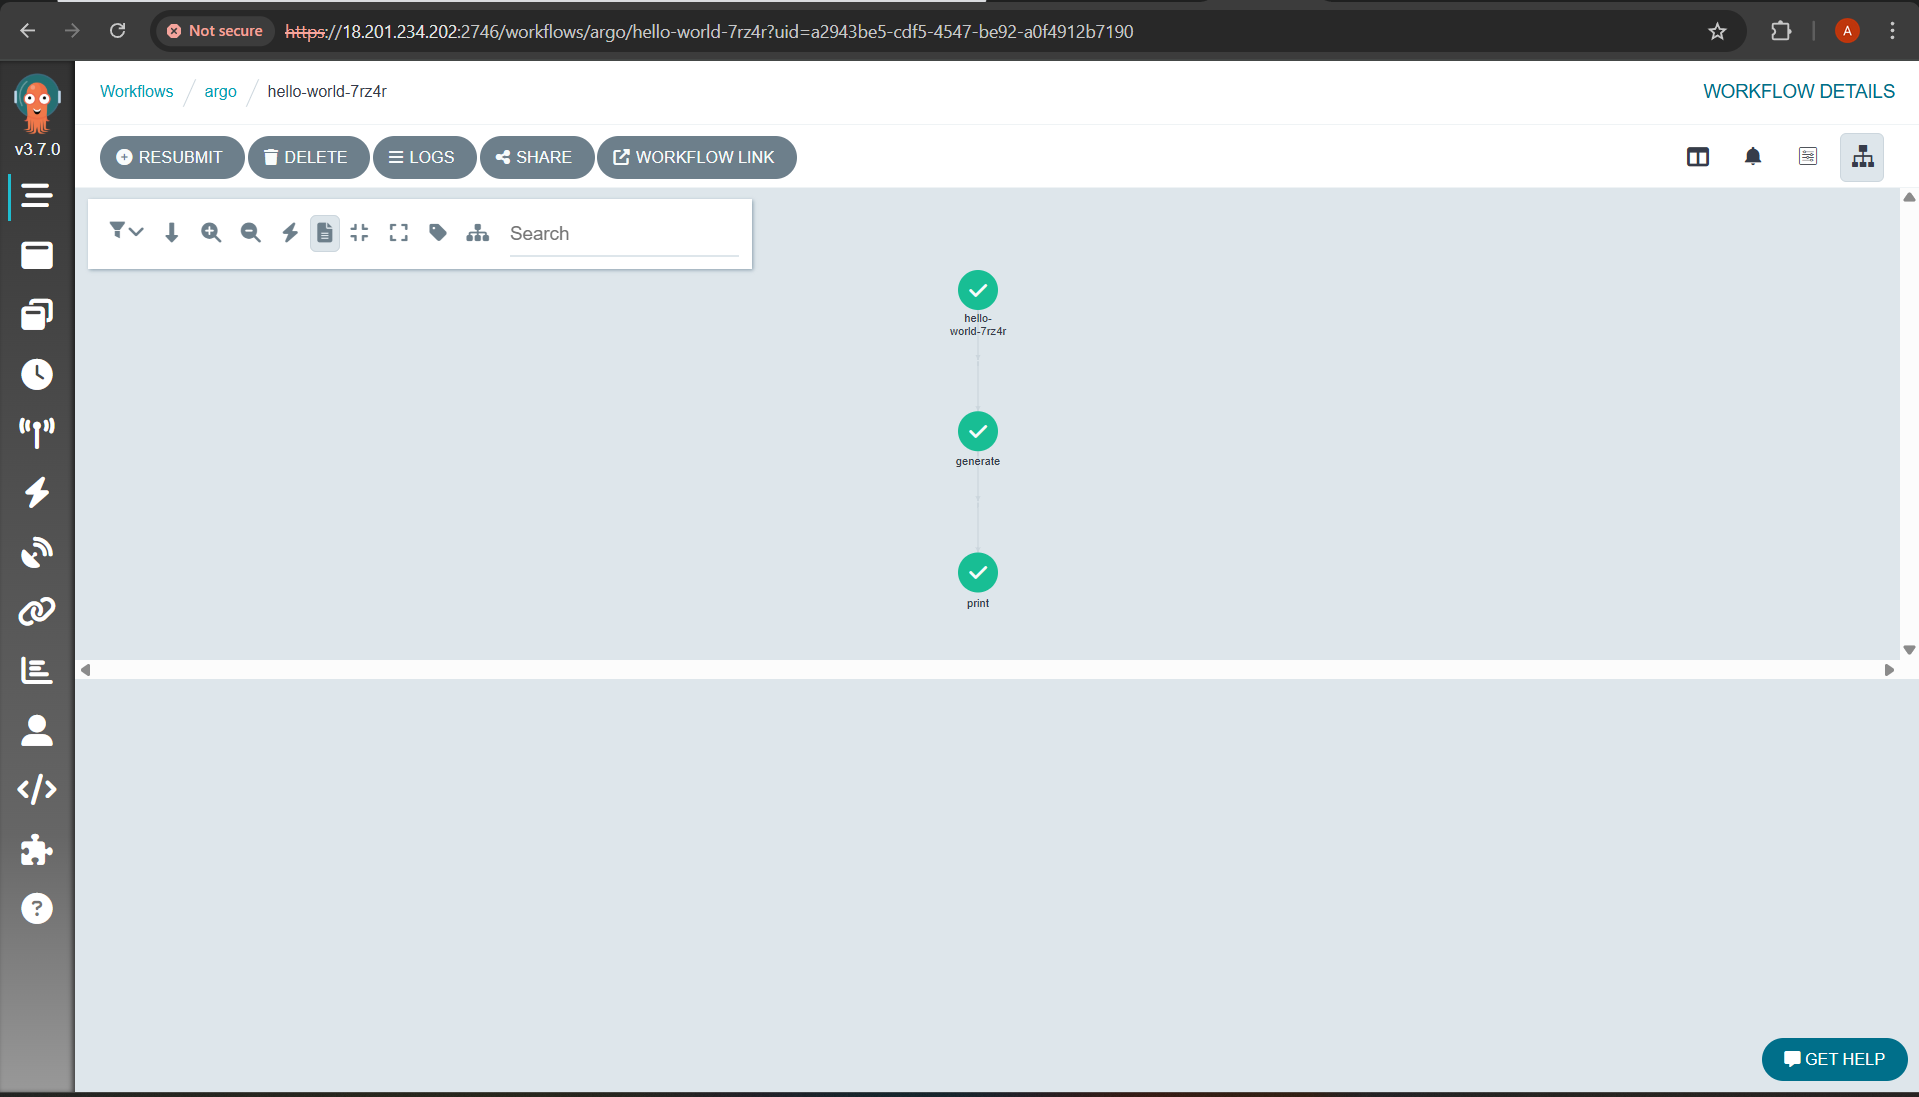 Not secure https://18.201.234.202:2746/workflows/argo/hello-world-7rz4r?uid=a2943be5-cdf5-4547-be92-a0f4912b7190
A
Workflows / argo / hello-world-7rz4r
WORKFLOW DETAILS
v3.7.0
RESUBMIT
DELETE
LOGS
SHARE
WORKFLOW LINK
Search
hello-
world-7rz4r
generate
print
?
GET HELP